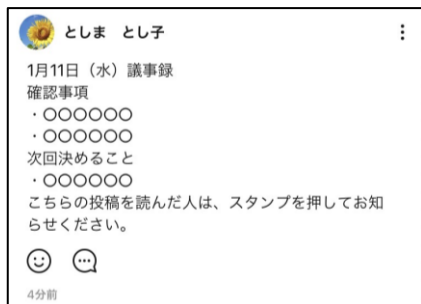 としま　とし子
1月11日（水）議事録
確認事項
・〇〇〇〇〇〇
・〇〇〇〇〇〇
次回決めること
・〇〇〇〇〇〇
こちらの投稿を読んだ人は、スタンプを押してお知
らせください。
4分前